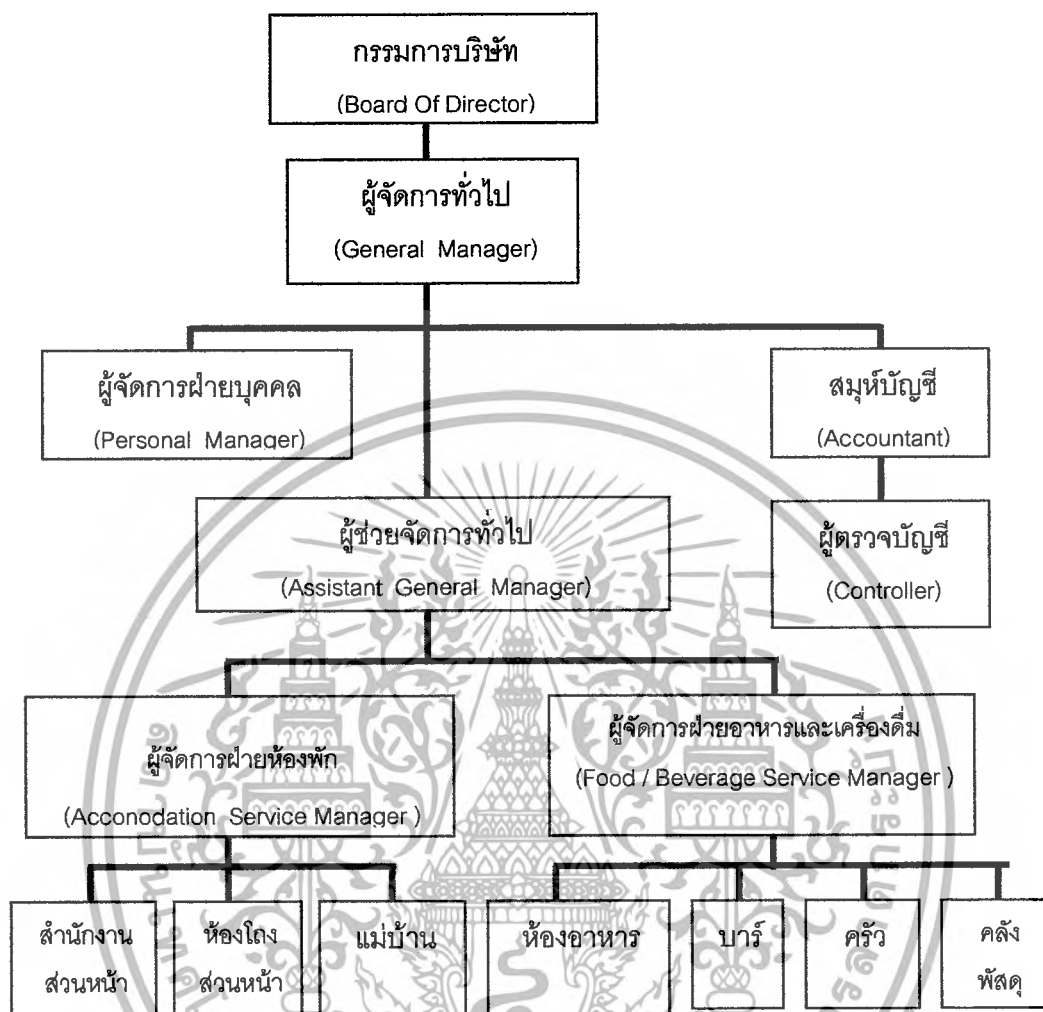 กรรมการบริษัท
(Board Of Director)
ผู้จัดการทั่วไป
(General Manager)
ผู้จัดการฝ่ายบุคคล
(Personal Manager)
สมุห์บัญชี
(Accountant)
ผู้ช่วยจัดการทั่วไป
(Assistant General Manager)
ผู้ตรวจบัญชี
(Controller)
ผู้จัดการฝ่ายห้องพัก
(Acconodation Service Manager )
ผู้จัดการฝ่ายอาหารและเครื่องดื่ม
(Food / Beverage Service Manager )
สำนักงาน
ส่วนหน้า
ห้องโถง
ส่วนหน้า
แม่บ้าน
ห้องอาหาร
บาร์
ครัว
คลัง
พัสดุ